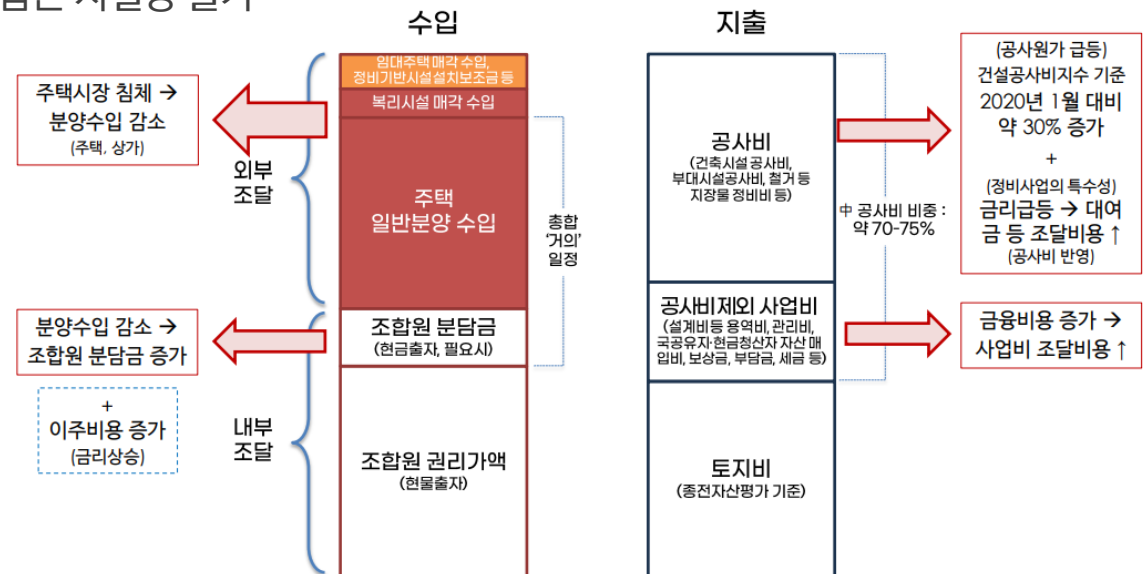 수입
지출
임대주택 매각 수입,
정비기반시설설치보조금 등
복리시설 매각 수입
주택
일반분양 수입
조합원 분담금
(현금출자, 필요시)
조합원 권리가액
(현물출자)
주택시장 침체 →
분양수입 감소
(주택, 상가)
외부
조달
분양수입 감소 →
조합원 분담금 증가
+
이주비용 증가
(금리상승)
내부
조달
총합
'거의'
일정
공사비
(건축시설 공사비,
부대시설공사비, 철거 등
지장물 정비비 등)
공사비제외 사업비
(설계비등 용역비, 관리비,
국공유지·현금청산자 자산 매
입비, 보상금, 부담금, 세금 등)
토지비
(종전자산평가 기준)
中 공사비 비중 :
약 70-75%
(공사원가 급등)
건설공사비지수 기준
2020년 1월 대비
약 30% 증가
+
(정비사업의 특수성)
금리급등 → 대여
금 등 조달비용 ↑
(공사비 반영)
금융비용 증가 →
사업비 조달비용 ↑